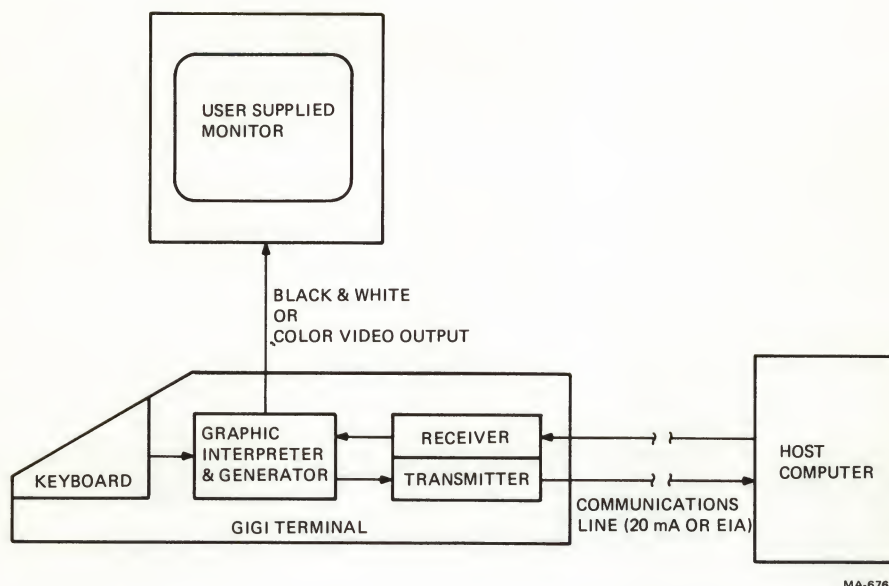 USER SUPPLIED
MONITOR
BLACK & WHITE
OR
COLOR VIDEO OUTPUT
KEYBOARD
GRAPHIC
INTERPRETER
& GENERATOR
RECEIVER
TRANSMITTER
GIGI TERMINAL
COMMUNICATIONS
LINE (20 mA OR EIA)
HOST
COMPUTER